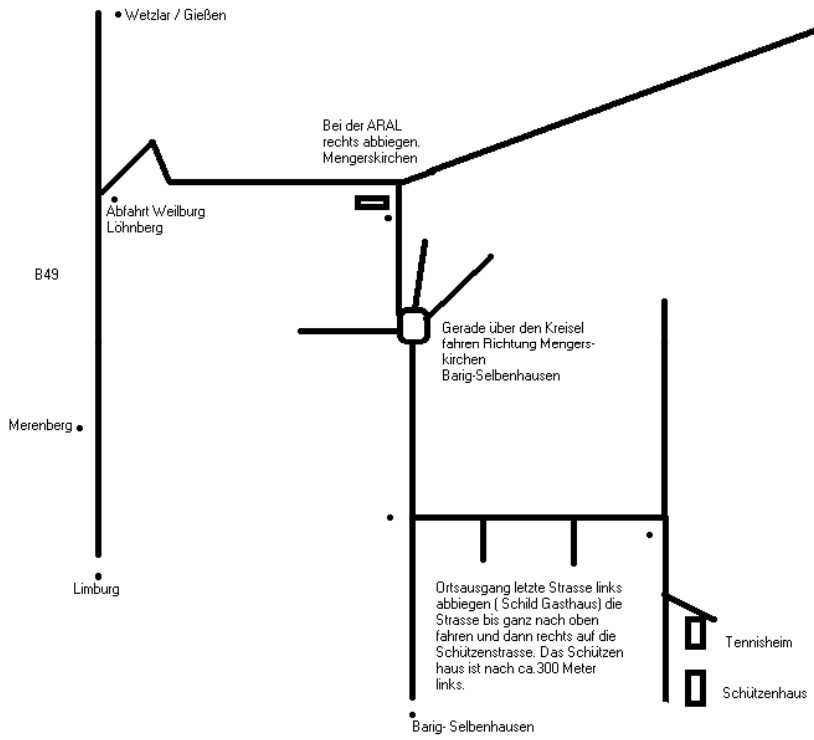 Wetzlar / Gießen
Bei der ARAL
rechts abbiegen.
Mengerskirchen
Abfahrt Weilburg
Löhnberg
B49
Gerade über den Kreisel
fahren Richtung Mengers-
kirchen
Barig-Selbenhausen
Merenberg
Limburg
Ortsausgang letzte Strasse links
abbiegen ( Schild Gasthaus) die
Strasse bis ganz nach oben
fahren und dann rechts auf die
Schützenstrasse. Das Schützen
haus ist nach ca.300 Meter
links.
Tennisheim
Schützenhaus
Barig- Selbenhausen